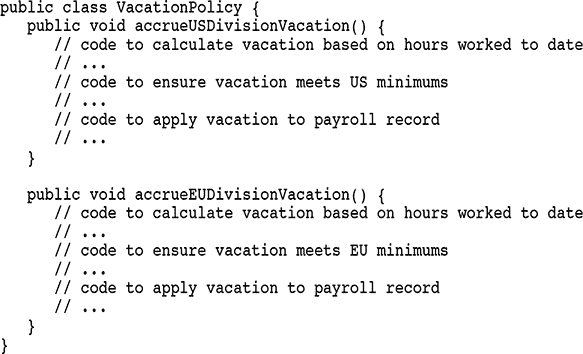 public class VacationPolicy {
   public void accrueUSDivisionVacation() {
      // code to calculate vacation based on hours worked to date
      // ...
      // code to ensure vacation meets US minimums
      // ...
      // code to apply vacation to payroll record
      // ...
   }

   public void accrueEUDivisionVacation() {
      // code to calculate vacation based on hours worked to date
      // ...
      // code to ensure vacation meets EU minimums
      // ...
      // code to apply vacation to payroll record
      // ...
   }
}